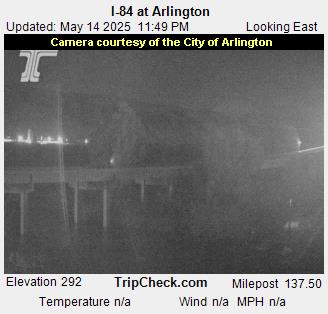 I-84 at Arlington
Updated: May 14 2025 11:49 PM Looking East
Camera courtesy of the City of Arlington
Elevation 292 TripCheck.com Milepost 137.50
Temperature n/a Wind n/a MPH n/a